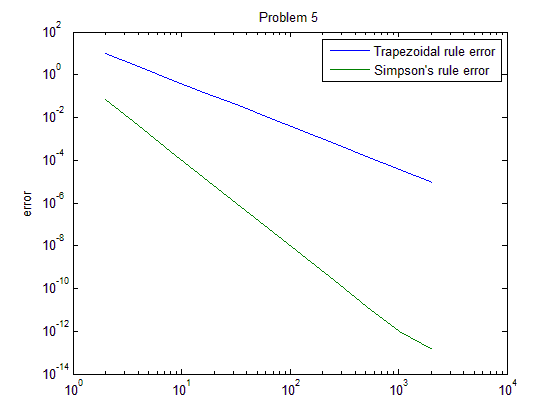 Problem 5
Trapezoidal rule error
Simpson's rule error
error
10^2
10^0
10^-2
10^-4
10^-6
10^-8
10^-10
10^-12
10^-14
10^0 10^1 10^2 10^3 10^4